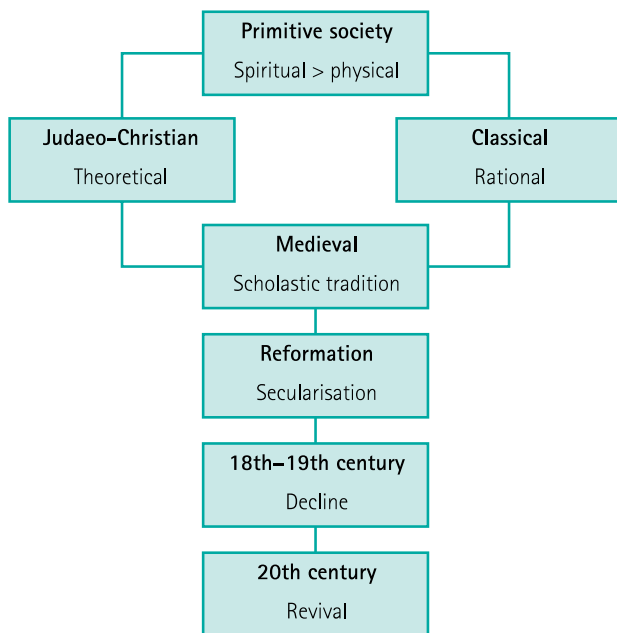 Primitive society
Spiritual > physical
Judaeo–Christian
Theoretical
Classical
Rational
Medieval
Scholastic tradition
Reformation
Secularisation
18th–19th century
Decline
20th century
Revival